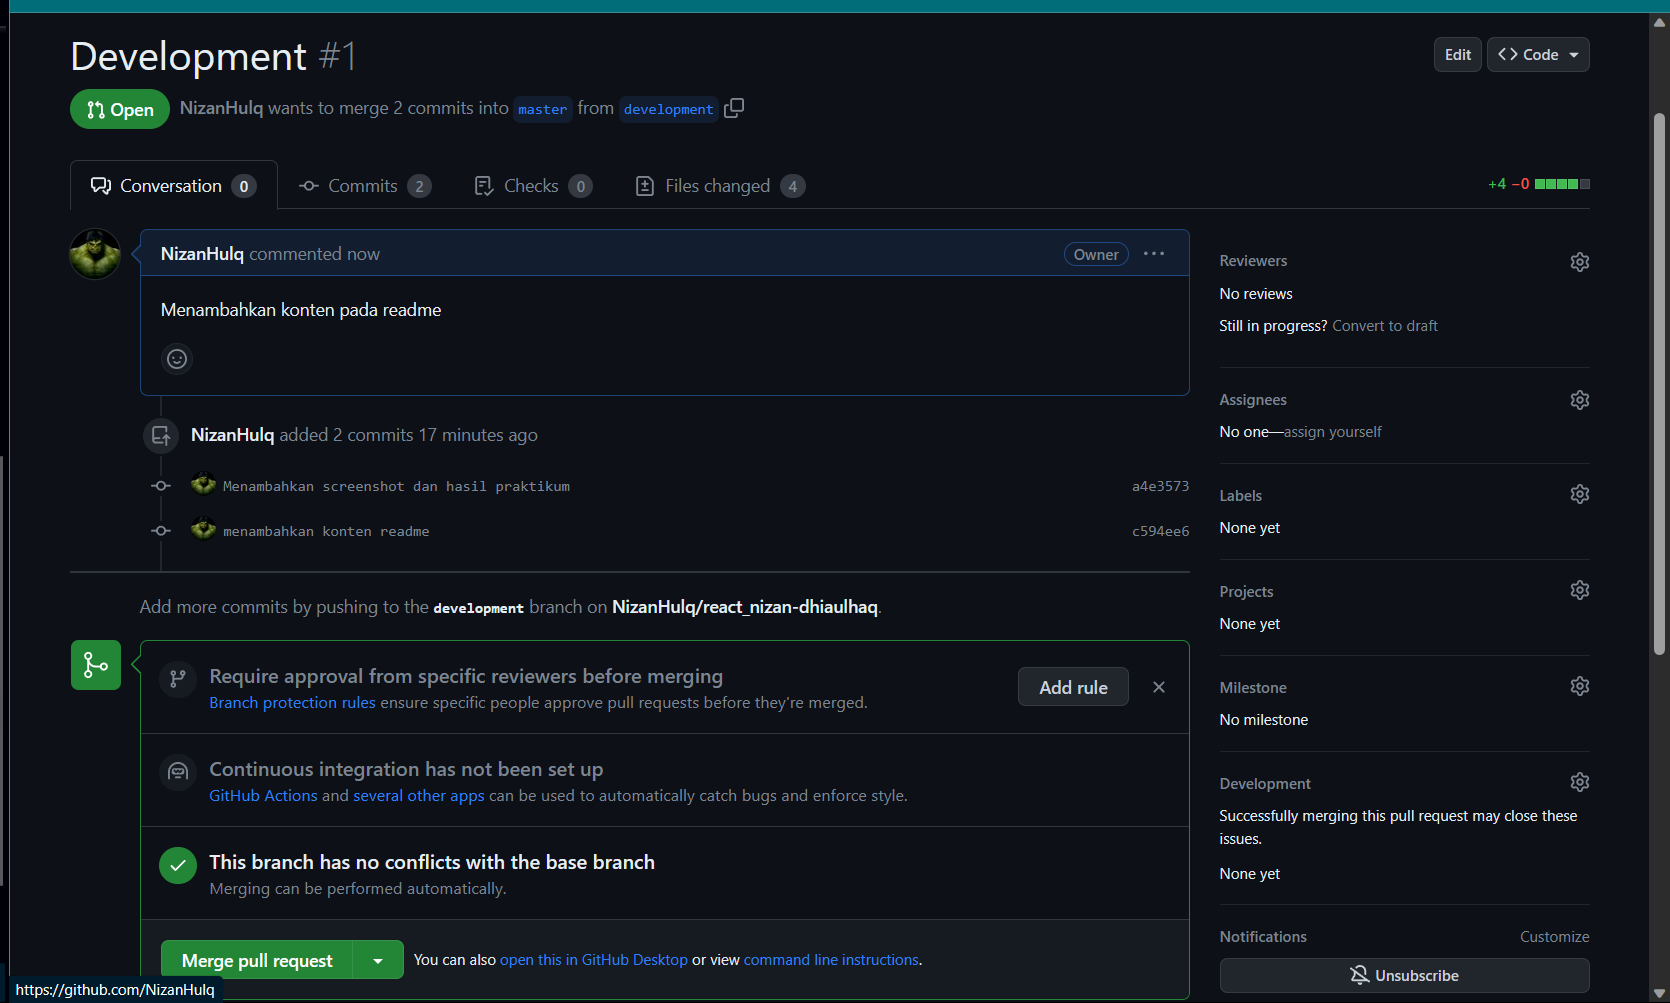 Development #1
Edit
Code
Open
NizanHulq wants to merge 2 commits into master from development
Conversation 0
Commits 2
Checks 0
Files changed 4
+4 −0
NizanHulq commented now
Owner
Menambahkan konten pada readme
NizanHulq added 2 commits 17 minutes ago
Menambahkan screenshot dan hasil praktikum
a4e3573
menambahkan konten readme
c594ee6
Add more commits by pushing to the development branch on NizanHulq/react_nizan-dhiaulhaq.
Require approval from specific reviewers before merging
Branch protection rules ensure specific people approve pull requests before they're merged.
Add rule
Continuous integration has not been set up
GitHub Actions and several other apps can be used to automatically catch bugs and enforce style.
This branch has no conflicts with the base branch
Merging can be performed automatically.
Merge pull request
You can also open this in GitHub Desktop or view command line instructions.
Reviewers
No reviews
Still in progress? Convert to draft
Assignees
No one—assign yourself
Labels
None yet
Projects
None yet
Milestone
No milestone
Development
Successfully merging this pull request may close these
issues.
None yet
Notifications
Customize
Unsubscribe
https://github.com/NizanHulq